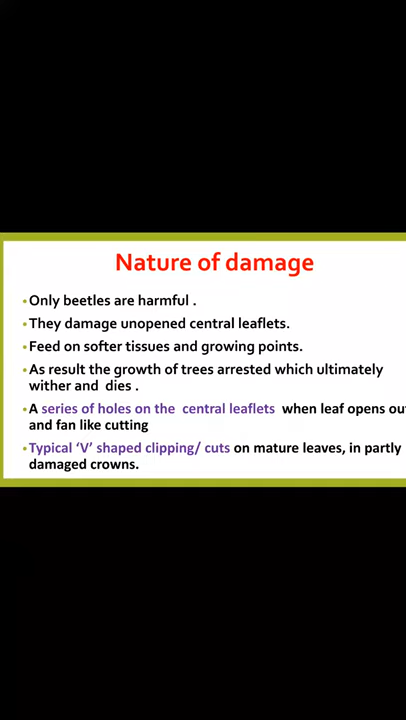 Nature of damage
•Only beetles are harmful .
•They damage unopened central leaflets.
•Feed on softer tissues and growing points.
•As result the growth of trees arrested which ultimately
wither and dies .
•A series of holes on the central leaflets when leaf opens out
and fan like cutting
•Typical ‘V’ shaped clipping/ cuts on mature leaves, in partly
damaged crowns.